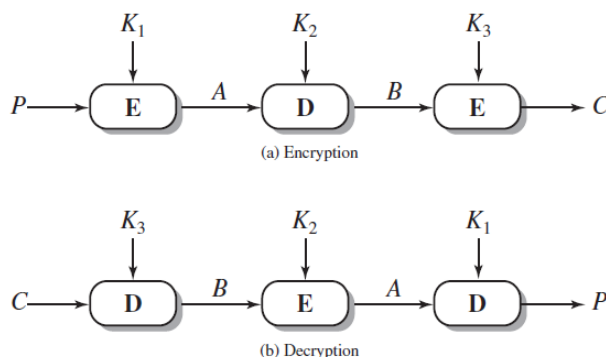 K1 K2 K3
P E A D B E C
(a) Encryption
K3 K2 K1
C D B E A D P
(b) Decryption